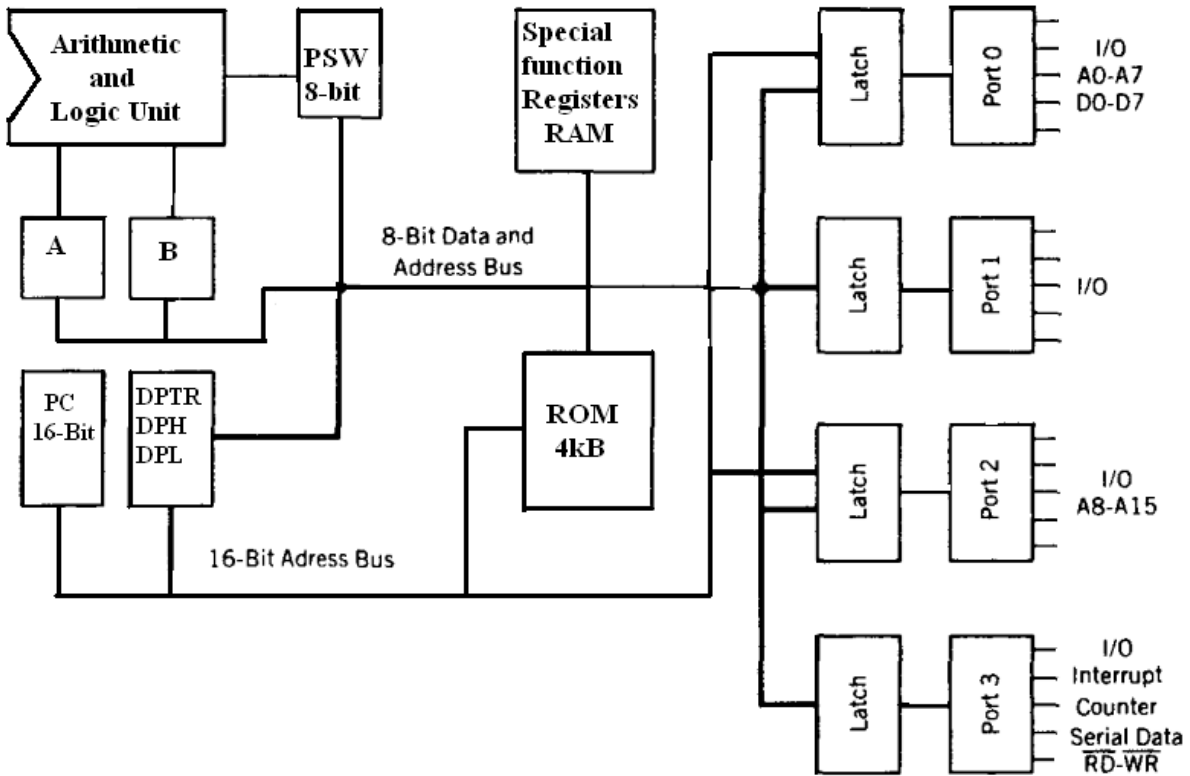 Arithmetic
and
Logic Unit
PSW
8-bit
Special
function
Registers
RAM
Latch
Port 0
I/O
A0-A7
D0-D7
A
B
8-Bit Data and
Address Bus
Latch
Port 1
I/O
PC
16-Bit
DPTR
DPH
DPL
ROM
4kB
Latch
Port 2
I/O
A8-A15
16-Bit Adress Bus
Latch
Port 3
I/O
Interrupt
Counter
Serial Data
R̅D̅-W̅R̅